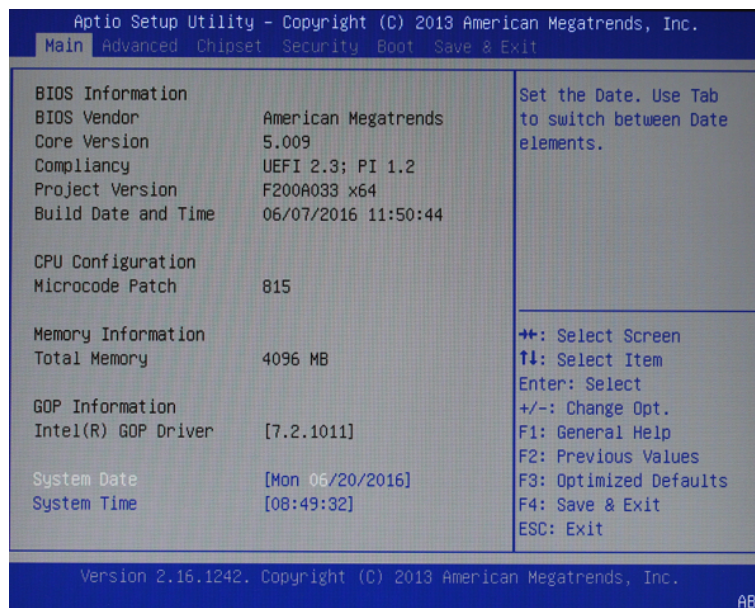 Aptio Setup Utility – Copyright (C) 2013 American Megatrends, Inc.
Main Advanced Chipset Security Boot Save & Exit
BIOS Information
BIOS Vendor American Megatrends
Core Version 5.009
Compliancy UEFI 2.3; PI 1.2
Project Version F200A033 x64
Build Date and Time 06/07/2016 11:50:44
CPU Configuration
Microcode Patch 815
Memory Information
Total Memory 4096 MB
GOP Information
Intel(R) GOP Driver [7.2.1011]
System Date [Mon 06/20/2016]
System Time [08:49:32]
Set the Date. Use Tab
to switch between Date
elements.
→←: Select Screen
↑↓: Select Item
Enter: Select
+/-: Change Opt.
F1: General Help
F2: Previous Values
F3: Optimized Defaults
F4: Save & Exit
ESC: Exit
Version 2.16.1242. Copyright (C) 2013 American Megatrends, Inc.